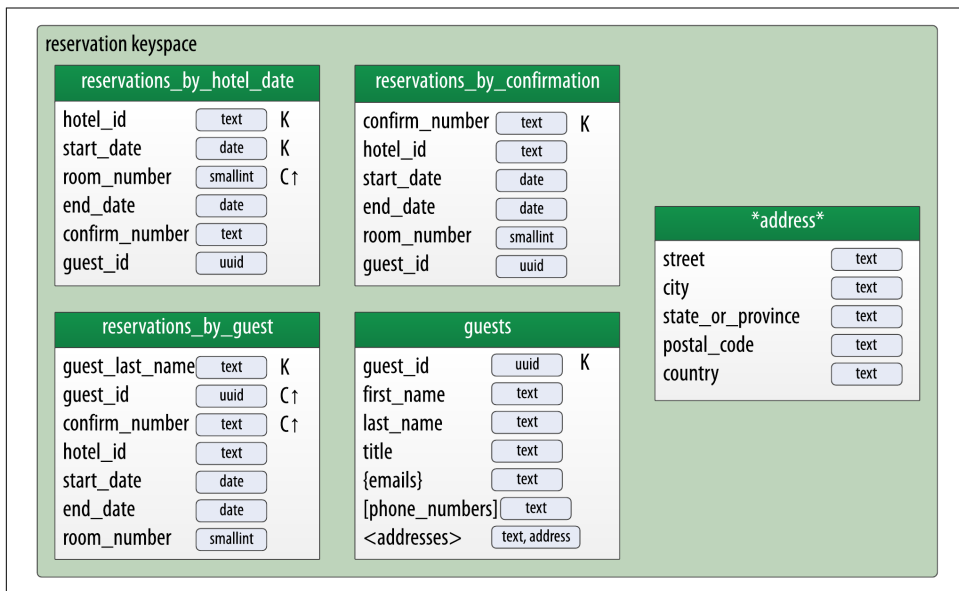 reservation keyspace
reservations_by_hotel_date
hotel_id text K
start_date date K
room_number smallint C↑
end_date date
confirm_number text
guest_id uuid
reservations_by_confirmation
confirm_number text K
hotel_id text
start_date date
end_date date
room_number smallint
guest_id uuid
reservations_by_guest
guest_last_name text K
guest_id uuid C↑
confirm_number text C↑
hotel_id text
start_date date
end_date date
room_number smallint
guests
guest_id uuid K
first_name text
last_name text
title text
{emails} text
[phone_numbers] text
<addresses> text, address
*address*
street text
city text
state_or_province text
postal_code text
country text